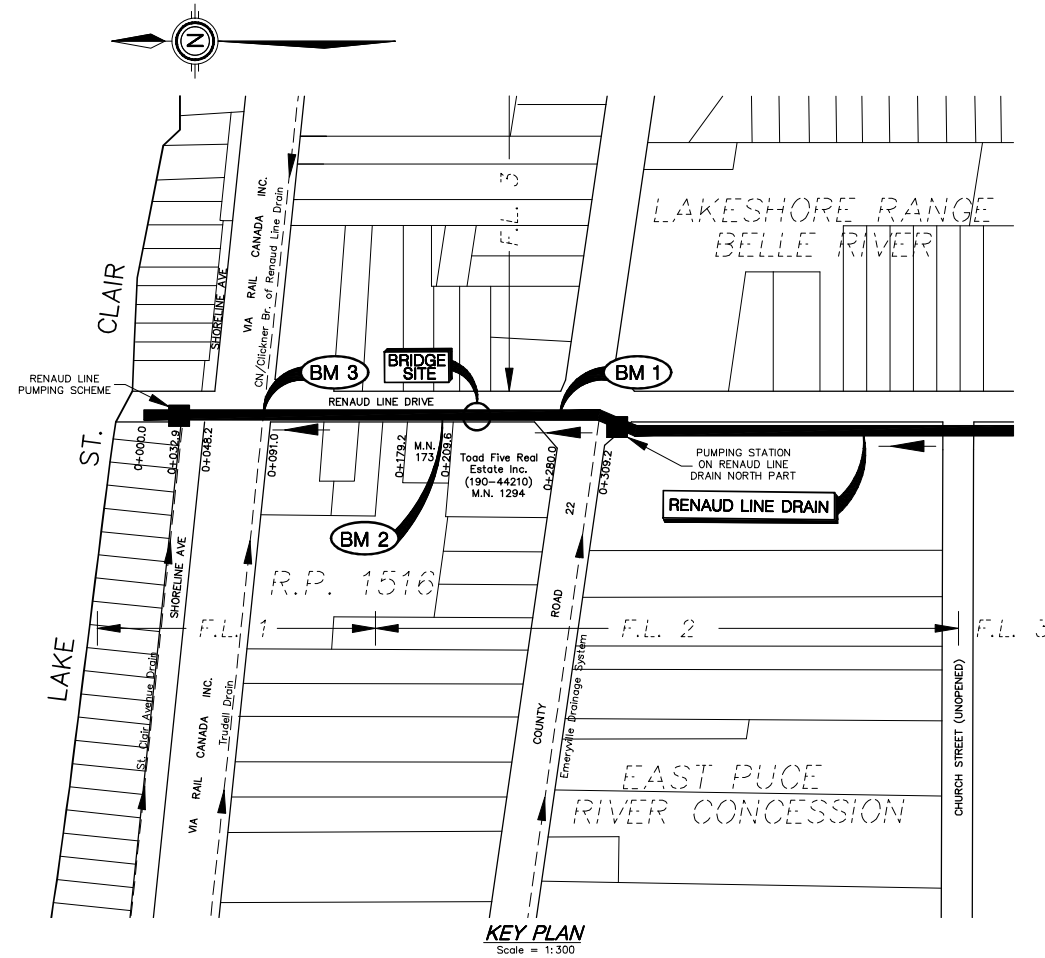 N
F.L. 3
LAKESHORE RANGE
BELLE RIVER
VIA RAIL CANADA INC.
CN/Clickner Br. of Renaud Line Drain
SHORELINE AVE
LAKE ST. CLAIR
RENAUD LINE
PUMPING SCHEME
BM 3
BRIDGE
SITE
BM 1
RENAUD LINE DRIVE
0+000.0
0+032.9
0+048.2
0+091.0
0+179.2
M.N.
173
0+209.6
Toad Five Real
Estate Inc.
(190-44210)
M.N. 1294
0+280.0
0+309.2
PUMPING STATION
ON RENAUD LINE
DRAIN NORTH PART
RENAUD LINE DRAIN
BM 2
R.P. 1516
SHORELINE AVE
F.L. 1
F.L. 2
F.L. 3
COUNTY ROAD 22
Emeryville Drainage System
St. Clair Avenue Drain
VIA RAIL CANADA INC.
Trudell Drain
CHURCH STREET (UNOPENED)
EAST PUCE
RIVER CONCESSION
KEY PLAN
Scale = 1:300